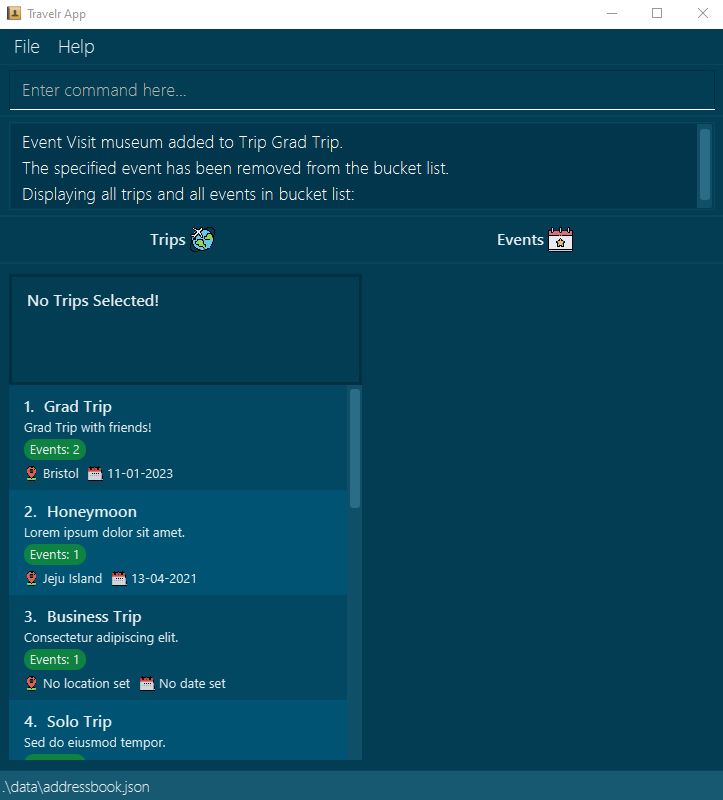 Travelr App
File Help
Enter command here...
Event Visit museum added to Trip Grad Trip.
The specified event has been removed from the bucket list.
Displaying all trips and all events in bucket list:
Trips Events
No Trips Selected!
1. Grad Trip
Grad Trip with friends!
Events: 2
Bristol 11-01-2023
2. Honeymoon
Lorem ipsum dolor sit amet.
Events: 1
Jeju Island 13-04-2021
3. Business Trip
Consectetur adipiscing elit.
Events: 1
No location set No date set
4. Solo Trip
Sed do eiusmod tempor.
.\data\addressbook.json